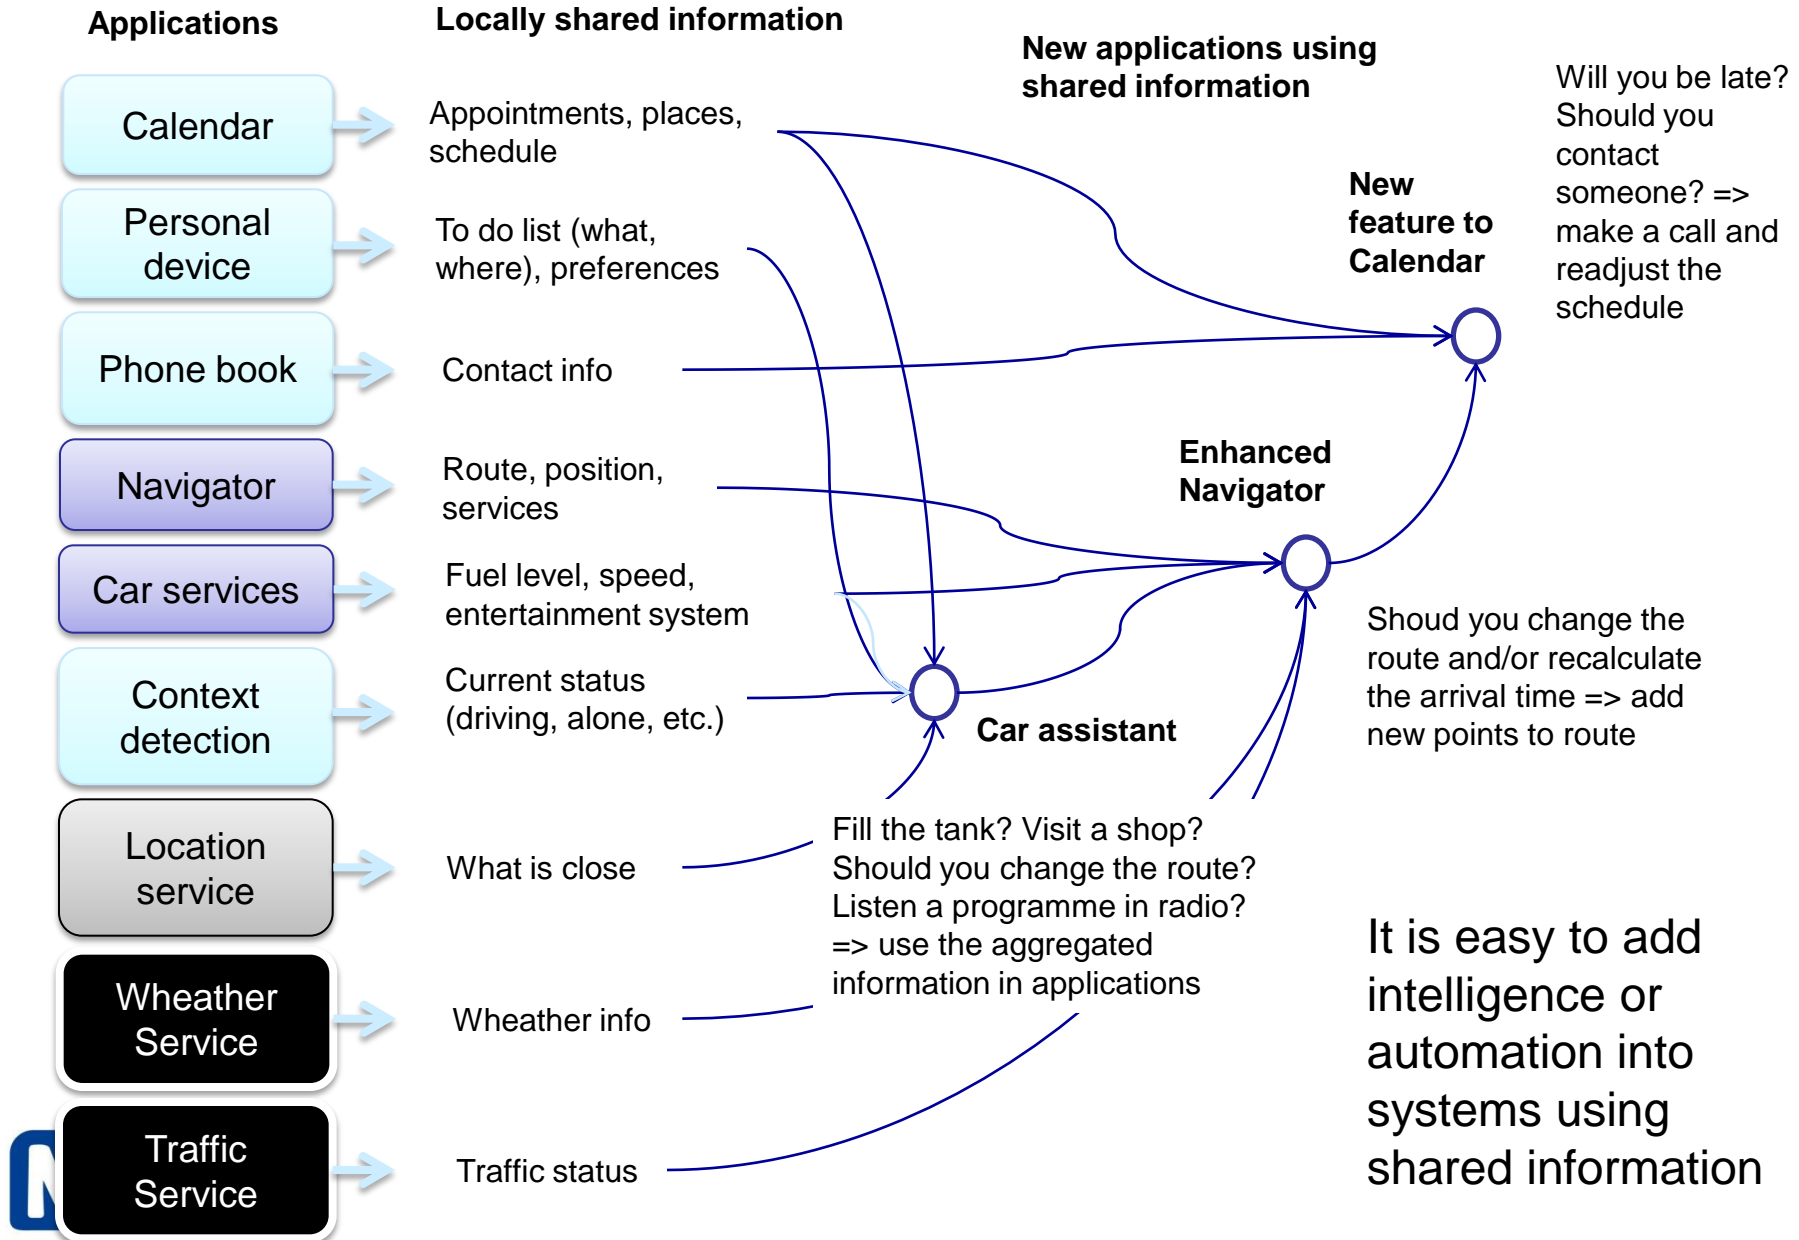 Applications
Locally shared information
New applications using
shared information
Calendar
Appointments, places,
schedule
Personal
device
To do list (what,
where), preferences
Phone book
Contact info
Navigator
Route, position,
services
Car services
Fuel level, speed,
entertainment system
Context
detection
Current status
(driving, alone, etc.)
Location
service
What is close
Wheather
Service
Wheather info
Traffic
Service
Traffic status
New
feature to
Calendar
Will you be late?
Should you
contact
someone? =>
make a call and
readjust the
schedule
Enhanced
Navigator
Shoud you change the
route and/or recalculate
the arrival time => add
new points to route
Car assistant
Fill the tank? Visit a shop?
Should you change the route?
Listen a programme in radio?
=> use the aggregated
information in applications
It is easy to add
intelligence or
automation into
systems using
shared information